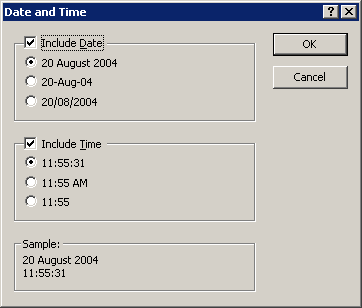 Date and Time
Include Date
OK
20 August 2004
20-Aug-04
Cancel
20/08/2004
Include Time
11:55:31
11:55 AM
11:55
Sample:
20 August 2004
11:55:31